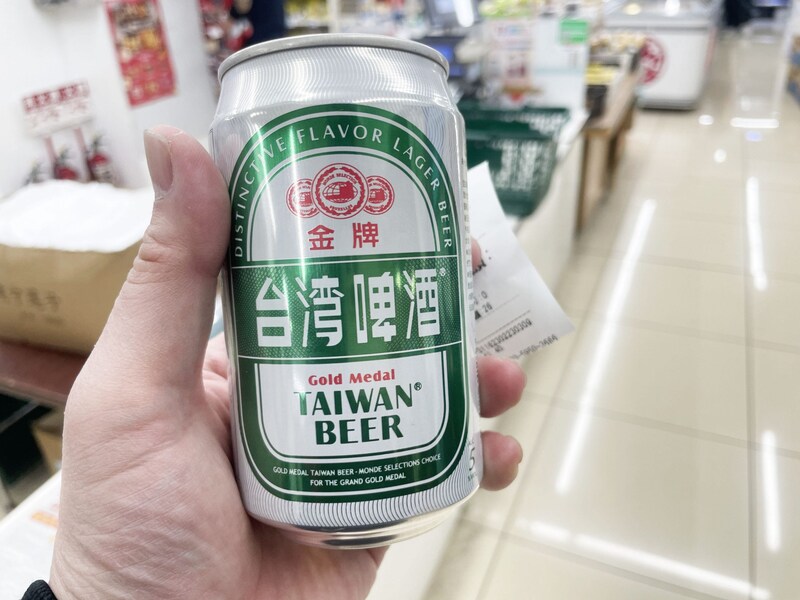 DISTINCTIVE FLAVOR LAGER BEER
金牌
台湾啤酒®
Gold Medal
TAIWAN®
BEER
GOLD MEDAL TAIWAN BEER - MONDE SELECTIONS CHOICE
FOR THE GRAND GOLD MEDAL
5